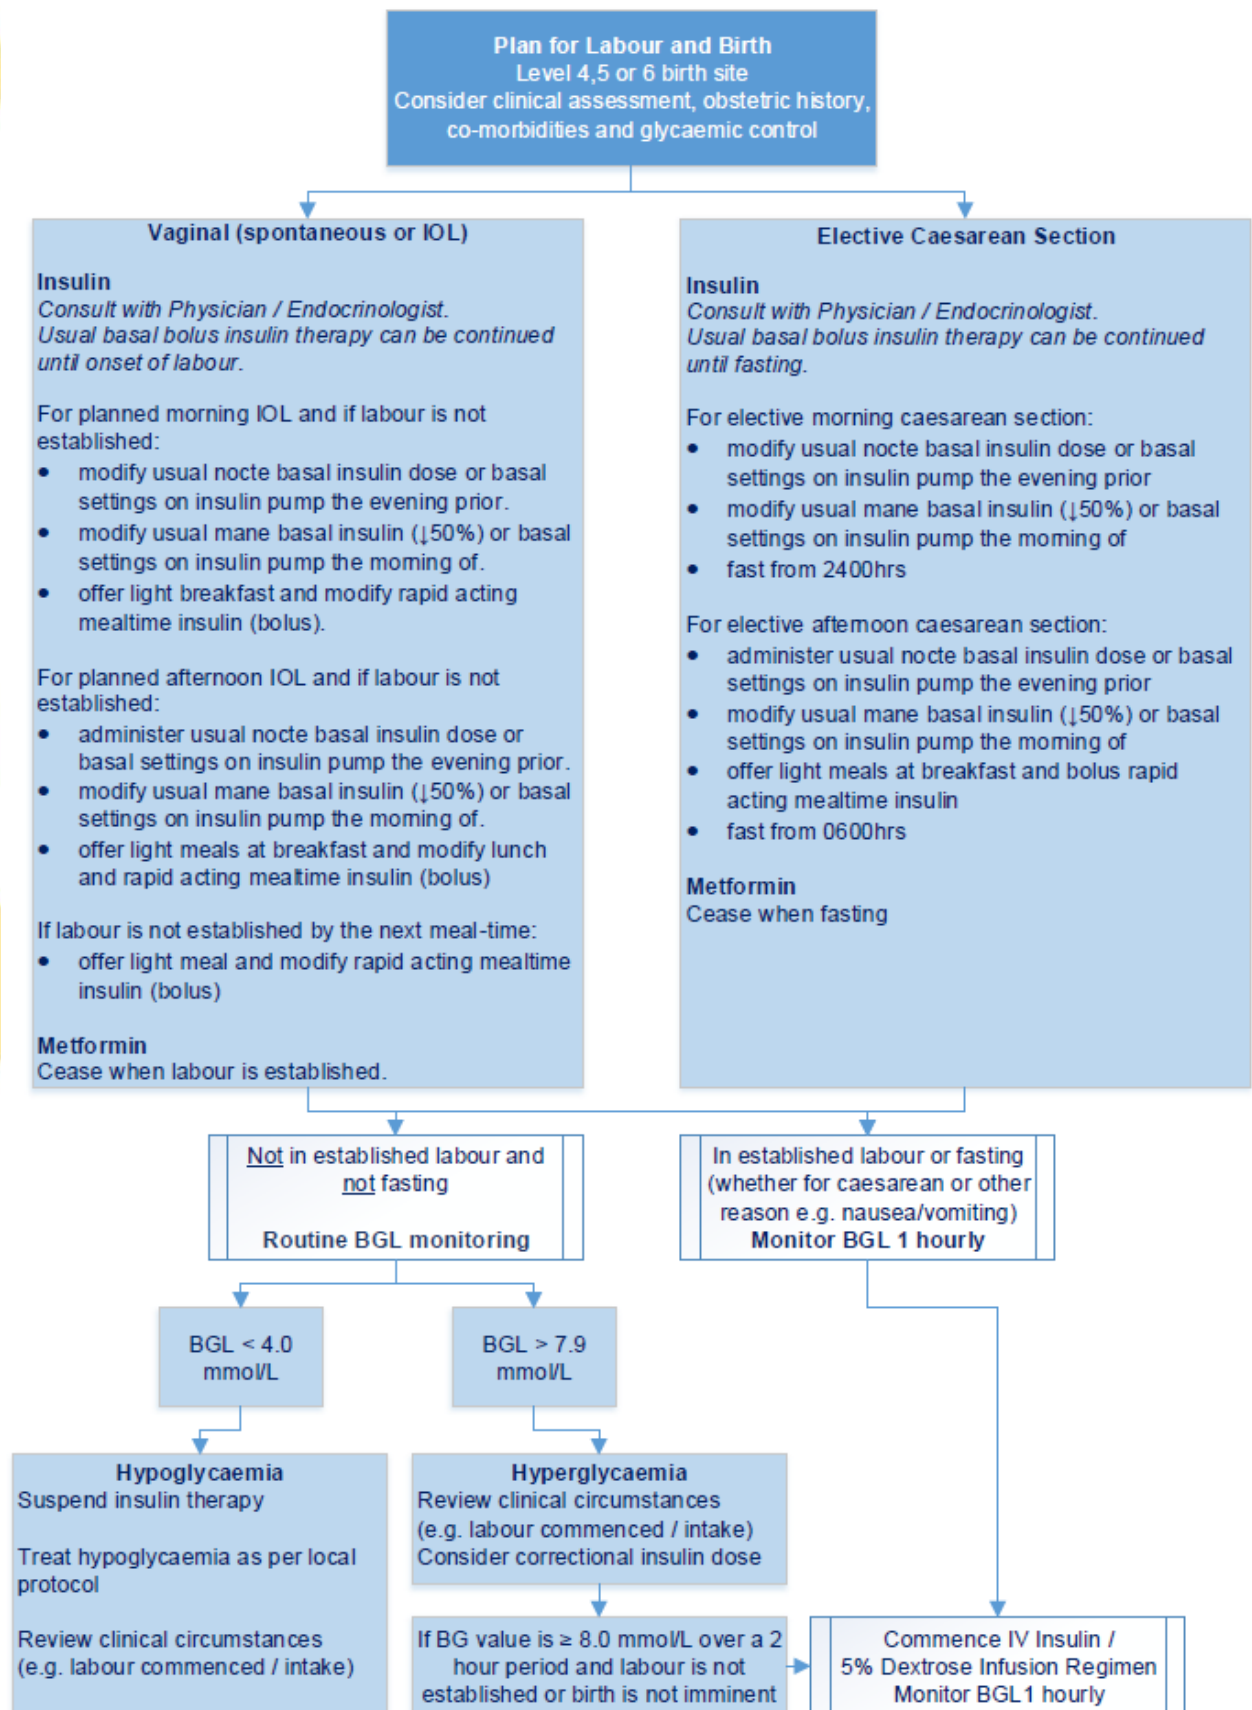 Plan for Labour and Birth
Level 4,5 or 6 birth site
Consider clinical assessment, obstetric history,
co-morbidities and glycaemic control
Vaginal (spontaneous or IOL)
Insulin
Consult with Physician / Endocrinologist.
Usual basal bolus insulin therapy can be continued
until onset of labour.
For planned morning IOL and if labour is not
established:
• modify usual nocte basal insulin dose or basal
settings on insulin pump the evening prior.
• modify usual mane basal insulin (↓50%) or basal
settings on insulin pump the morning of.
• offer light breakfast and modify rapid acting
mealtime insulin (bolus).
For planned afternoon IOL and if labour is not
established:
• administer usual nocte basal insulin dose or
basal settings on insulin pump the evening prior.
• modify usual mane basal insulin (↓50%) or basal
settings on insulin pump the morning of.
• offer light meals at breakfast and modify lunch
and rapid acting mealtime insulin (bolus)
If labour is not established by the next meal-time:
• offer light meal and modify rapid acting mealtime
insulin (bolus)
Metformin
Cease when labour is established.
Elective Caesarean Section
Insulin
Consult with Physician / Endocrinologist.
Usual basal bolus insulin therapy can be continued
until fasting.
For elective morning caesarean section:
• modify usual nocte basal insulin dose or basal
settings on insulin pump the evening prior
• modify usual mane basal insulin (↓50%) or basal
settings on insulin pump the morning of
• fast from 2400hrs
For elective afternoon caesarean section:
• administer usual nocte basal insulin dose or basal
settings on insulin pump the evening prior
• modify usual mane basal insulin (↓50%) or basal
settings on insulin pump the morning of
• offer light meals at breakfast and bolus rapid
acting mealtime insulin
• fast from 0600hrs
Metformin
Cease when fasting
Not in established labour and
not fasting
Routine BGL monitoring
In established labour or fasting
(whether for caesarean or other
reason e.g. nausea/vomiting)
Monitor BGL 1 hourly
BGL < 4.0
mmol/L
BGL > 7.9
mmol/L
Hypoglycaemia
Suspend insulin therapy
Treat hypoglycaemia as per local
protocol
Review clinical circumstances
(e.g. labour commenced / intake)
Hyperglycaemia
Review clinical circumstances
(e.g. labour commenced / intake)
Consider correctional insulin dose
If BG value is ≥ 8.0 mmol/L over a 2
hour period and labour is not
established or birth is not imminent
Commence IV Insulin /
5% Dextrose Infusion Regimen
Monitor BGL1 hourly